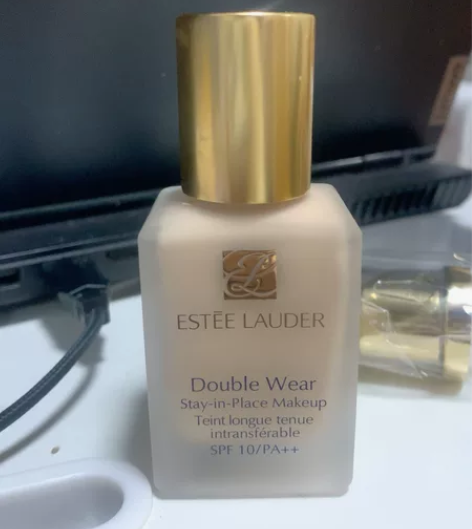 ESTĒE LAUDER
Double Wear
Stay-in-Place Makeup
Teint longue tenue
intransférable
SPF 10/PA++